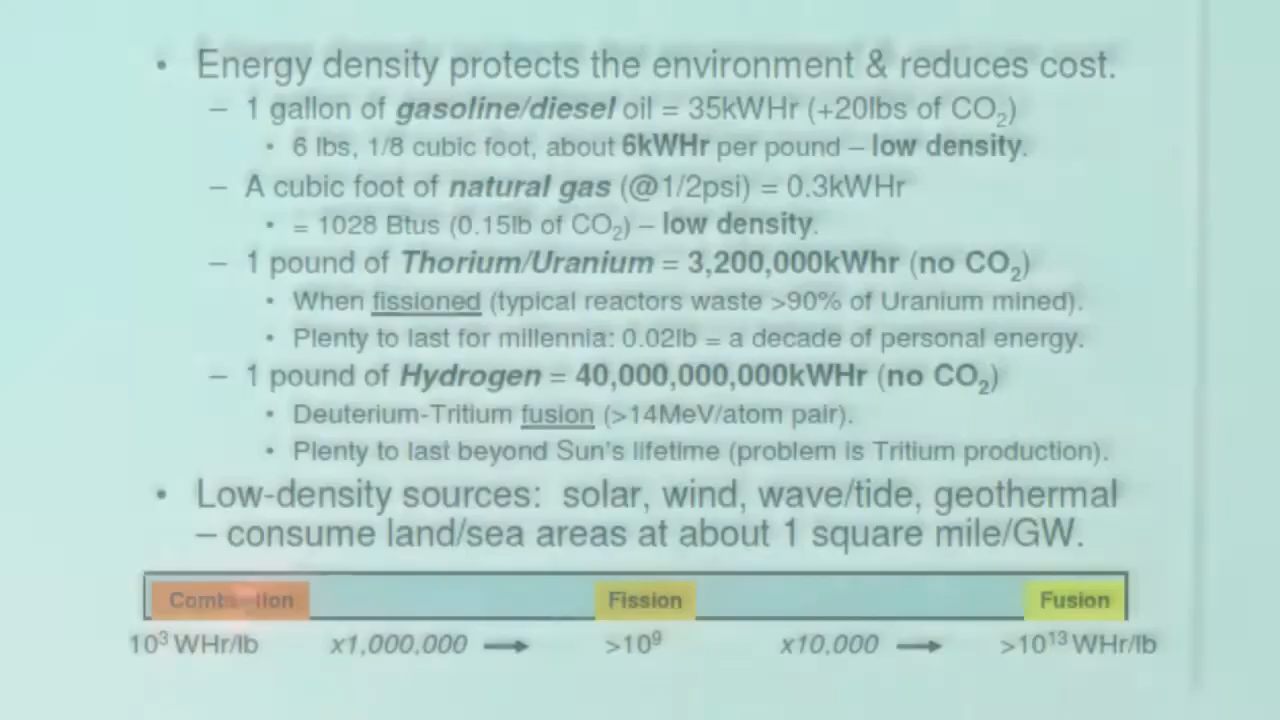 • Energy density protects the environment & reduces cost.
– 1 gallon of gasoline/diesel oil = 35kWHr (+20lbs of CO₂)
• 6 lbs, 1/8 cubic foot, about 6kWHr per pound – low density.
– A cubic foot of natural gas (@1/2psi) = 0.3kWHr
• = 1028 Btus (0.15lb of CO₂) – low density.
– 1 pound of Thorium/Uranium = 3,200,000kWhr (no CO₂)
• When fissioned (typical reactors waste >90% of Uranium mined).
• Plenty to last for millennia: 0.02lb = a decade of personal energy.
– 1 pound of Hydrogen = 40,000,000,000kWHr (no CO₂)
• Deuterium-Tritium fusion (>14MeV/atom pair).
• Plenty to last beyond Sun's lifetime (problem is Tritium production).
• Low-density sources: solar, wind, wave/tide, geothermal
– consume land/sea areas at about 1 square mile/GW.
Combustion Fission Fusion
10³ WHr/lb x1,000,000 → >10⁹ x10,000 → >10¹³ WHr/lb